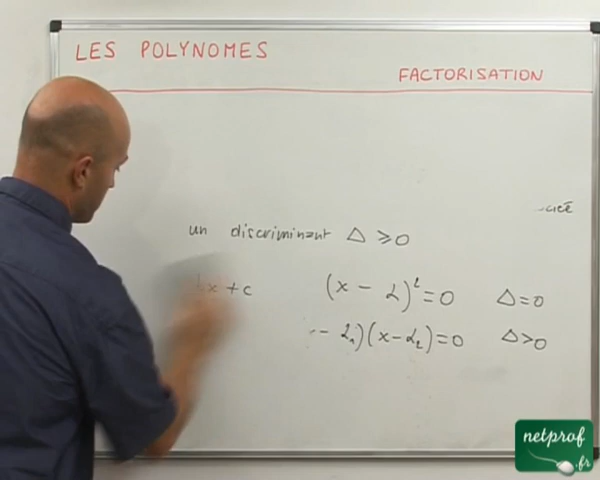 LES POLYNOMES
FACTORISATION
un discriminant Δ ⩾ 0
x + c (x - α)² = 0 Δ = 0
- α₁)(x - α₂) = 0 Δ > 0
netprof
.fr